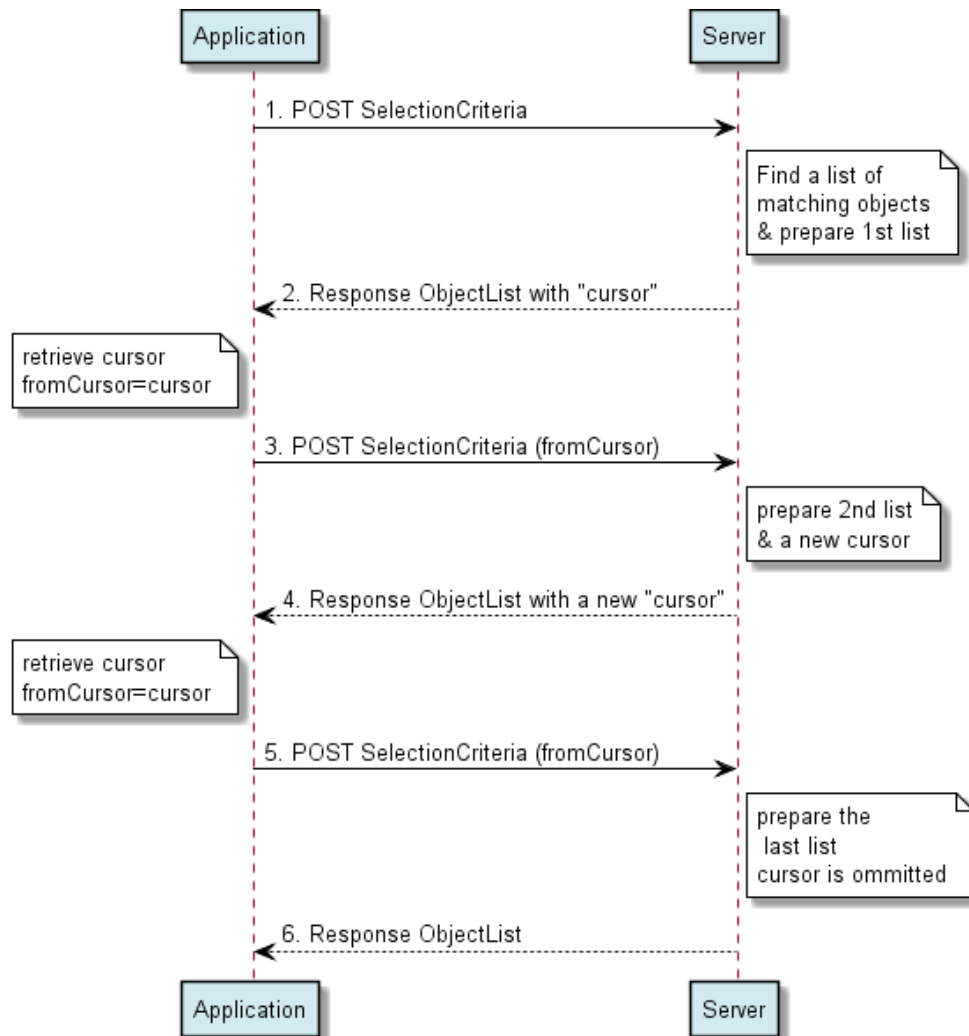 Application
Server
1. POST SelectionCriteria
Find a list of
matching objects
& prepare 1st list
2. Response ObjectList with "cursor"
retrieve cursor
fromCursor=cursor
3. POST SelectionCriteria (fromCursor)
prepare 2nd list
& a new cursor
4. Response ObjectList with a new "cursor"
retrieve cursor
fromCursor=cursor
5. POST SelectionCriteria (fromCursor)
prepare the
last list
cursor is ommitted
6. Response ObjectList
Application
Server